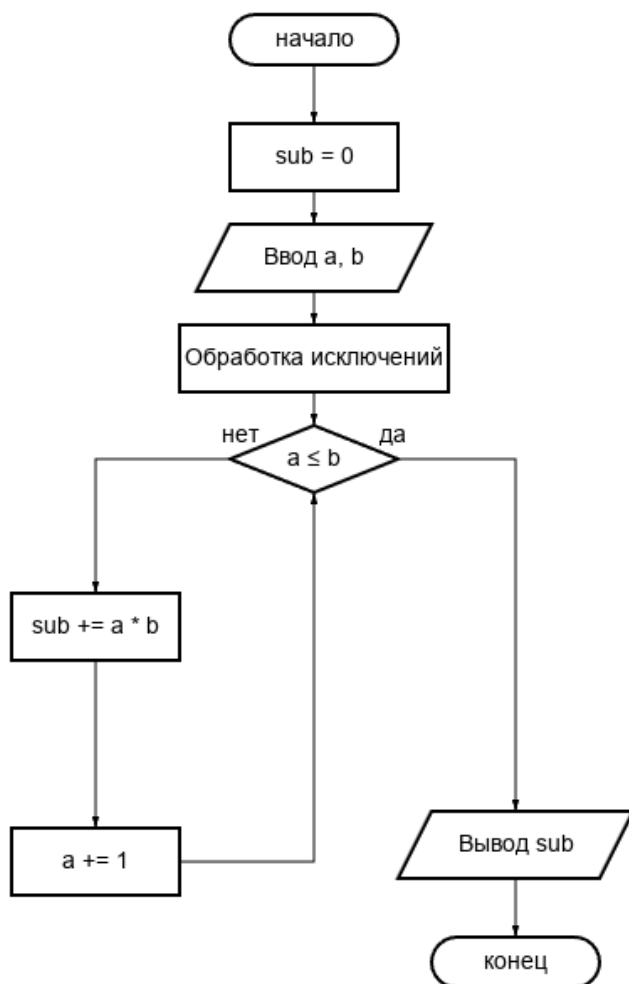 начало
sub = 0
Ввод a, b
Обработка исключений
нет
да
a ≤ b
sub += a * b
a += 1
Вывод sub
конец